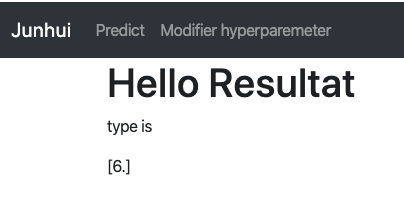 Junhui Predict Modifier hyperparemeter
Hello Resultat
type is
[6.]